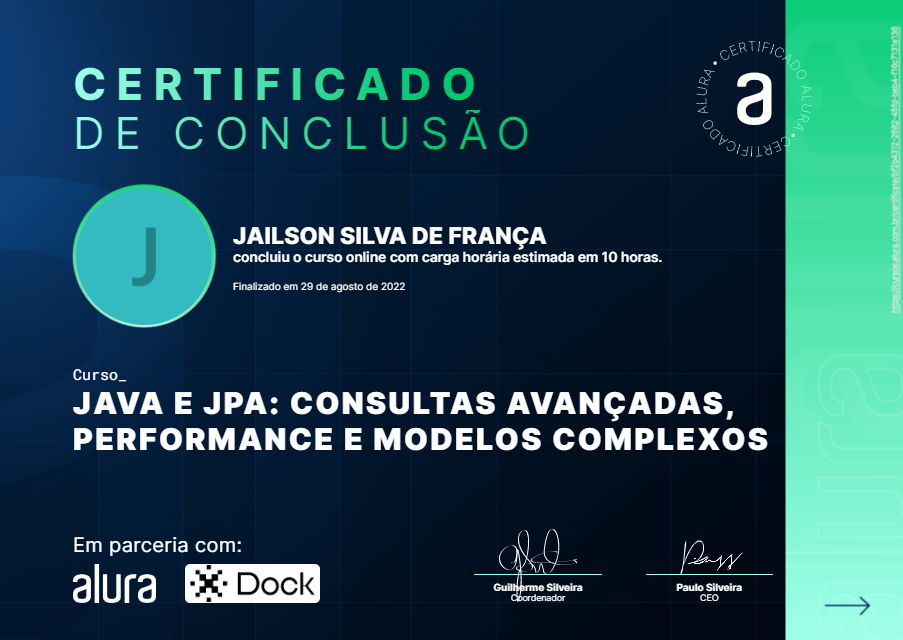 CERTIFICADO
DE CONCLUSÃO
CERTIFICADO ALURA • CERTIFICADO ALURA •
a
J
JAILSON SILVA DE FRANÇA
concluiu o curso online com carga horária estimada em 10 horas.
Finalizado em 29 de agosto de 2022
Curso_
JAVA E JPA: CONSULTAS AVANÇADAS,
PERFORMANCE E MODELOS COMPLEXOS
Em parceria com:
alura
Dock
Guilherme Silveira
Coordenador
Paulo Silveira
CEO
alura